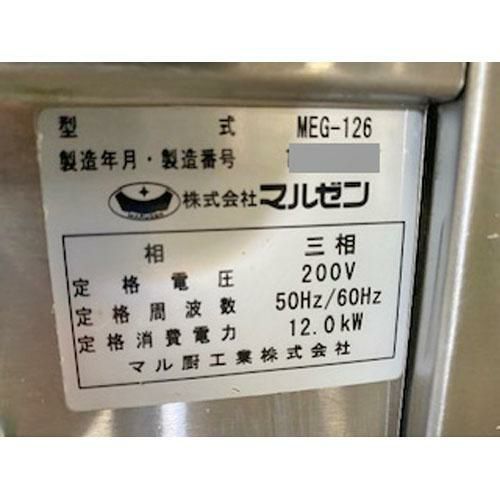 型式 MEG-126
製造年月・製造番号 1
株式会社マルゼン
相 三相
定格電圧 200V
定格周波数 50Hz/60Hz
定格消費電力 12.0kW
マル厨工業株式会社